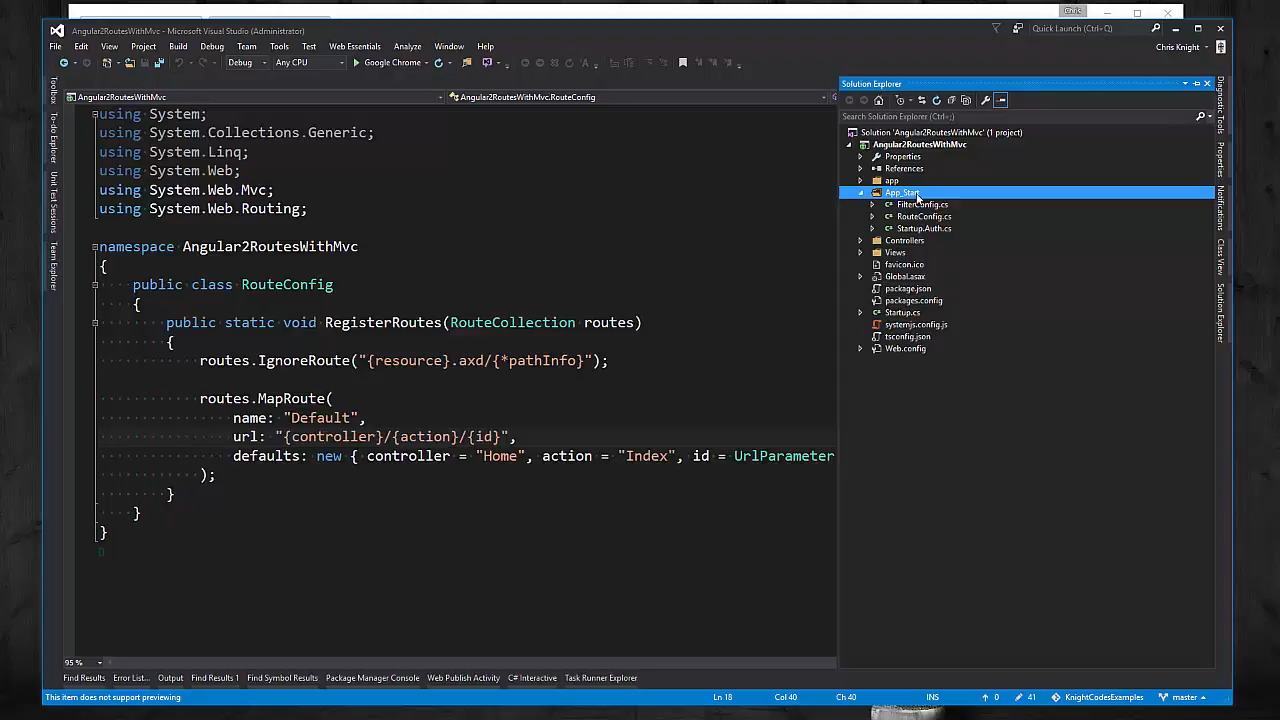 Chris
Angular2RoutesWithMvc - Microsoft Visual Studio (Administrator)
Quick Launch (Ctrl+Q)
File Edit View Project Build Debug Team Tools Test Web Essentials Analyze Window Help
Chris Knight
Debug Any CPU Google Chrome
Solution Explorer
Angular2RoutesWithMvc Angular2RoutesWithMvc.RouteConfig
Search Solution Explorer (Ctrl+;)
Toolbox
To-do Explorer
Unit Test Sessions
Team Explorer
using System;
using System.Collections.Generic;
using System.Linq;
using System.Web;
using System.Web.Mvc;
using System.Web.Routing;
namespace Angular2RoutesWithMvc
{
public class RouteConfig
{
public static void RegisterRoutes(RouteCollection routes)
{
routes.IgnoreRoute("{resource}.axd/{*pathInfo}");
routes.MapRoute(
name: "Default",
url: "{controller}/{action}/{id}",
defaults: new { controller = "Home", action = "Index", id = UrlParameter
);
}
}
}
Solution 'Angular2RoutesWithMvc' (1 project)
Angular2RoutesWithMvc
Properties
References
app
App_Start
FilterConfig.cs
RouteConfig.cs
Startup.Auth.cs
Controllers
Views
favicon.ico
Global.asax
package.json
packages.config
Startup.cs
systemjs.config.js
tsconfig.json
Web.config
Diagnostic Tools
Properties
Notifications
Class View
Solution Explorer
95 %
Find Results Error List... Output Find Results 1 Find Symbol Results Package Manager Console Web Publish Activity C# Interactive Task Runner Explorer
This item does not support previewing Ln 18 Col 40 Ch 40 INS 0 41 KnightCodesExamples master